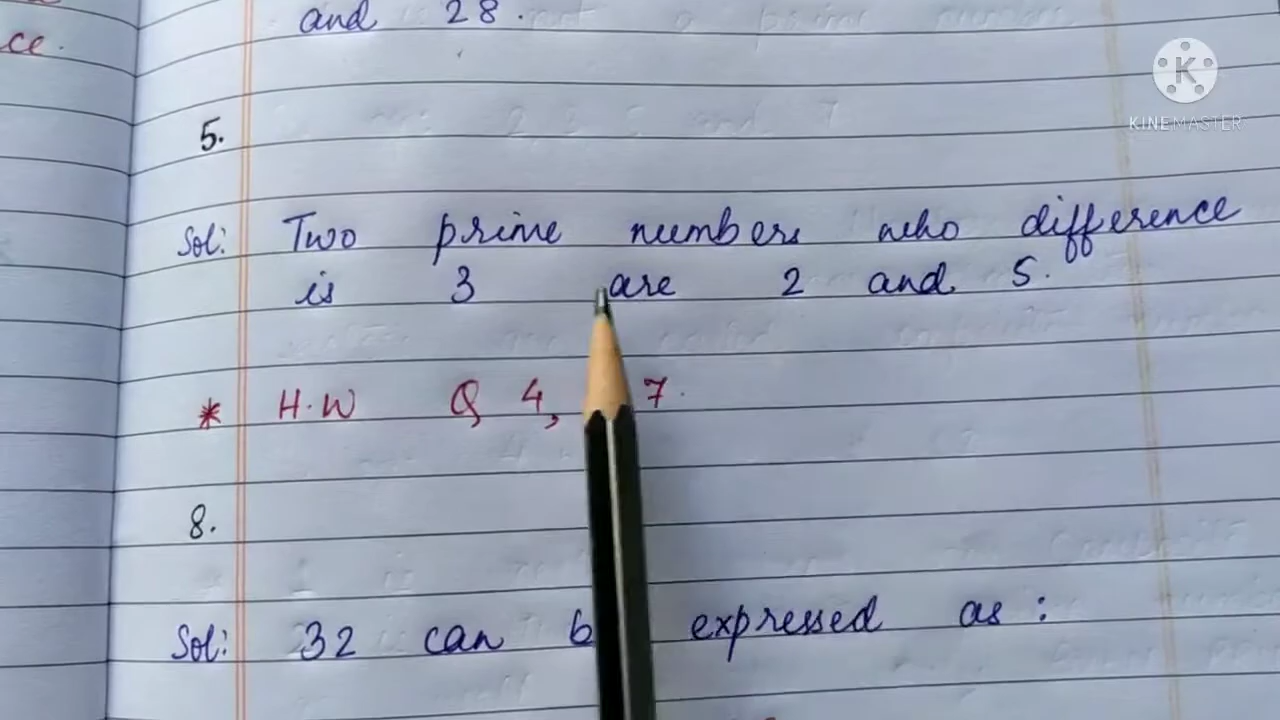 and 28.
ce.
5.
Sol: Two prime numbers who difference
is 3 are 2 and 5.
* H.W Q 4, 7.
8.
Sol: 32 can b expressed as:
KINEMASTER